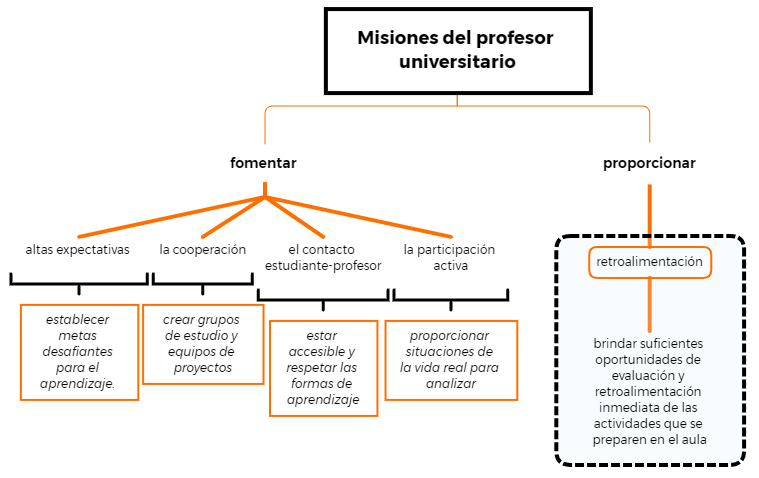 Misiones del profesor
universitario
fomentar
proporcionar
altas expectativas
la cooperación
el contacto
estudiante-profesor
la participación
activa
retroalimentación
establecer
metas
desafiantes
para el
aprendizaje.
crear grupos
de estudio y
equipos de
proyectos
estar
accesible y
respetar las
formas de
aprendizaje
proporcionar
situaciones de
la vida real para
analizar
brindar suficientes
oportunidades de
evaluación y
retroalimentación
inmediata de las
actividades que se
preparen en el aula